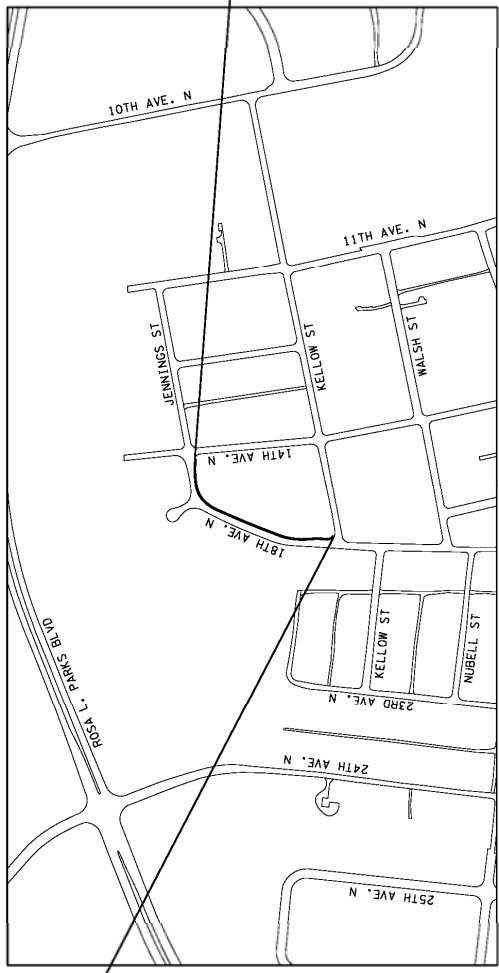 10TH AVE. N
11TH AVE. N
JENNINGS ST
KELLOW ST
WALSH ST
14TH AVE. N
18TH AVE. N
ROSA L. PARKS BLVD
KELLOW ST
NUBELL ST
23RD AVE. N
24TH AVE. N
25TH AVE. N